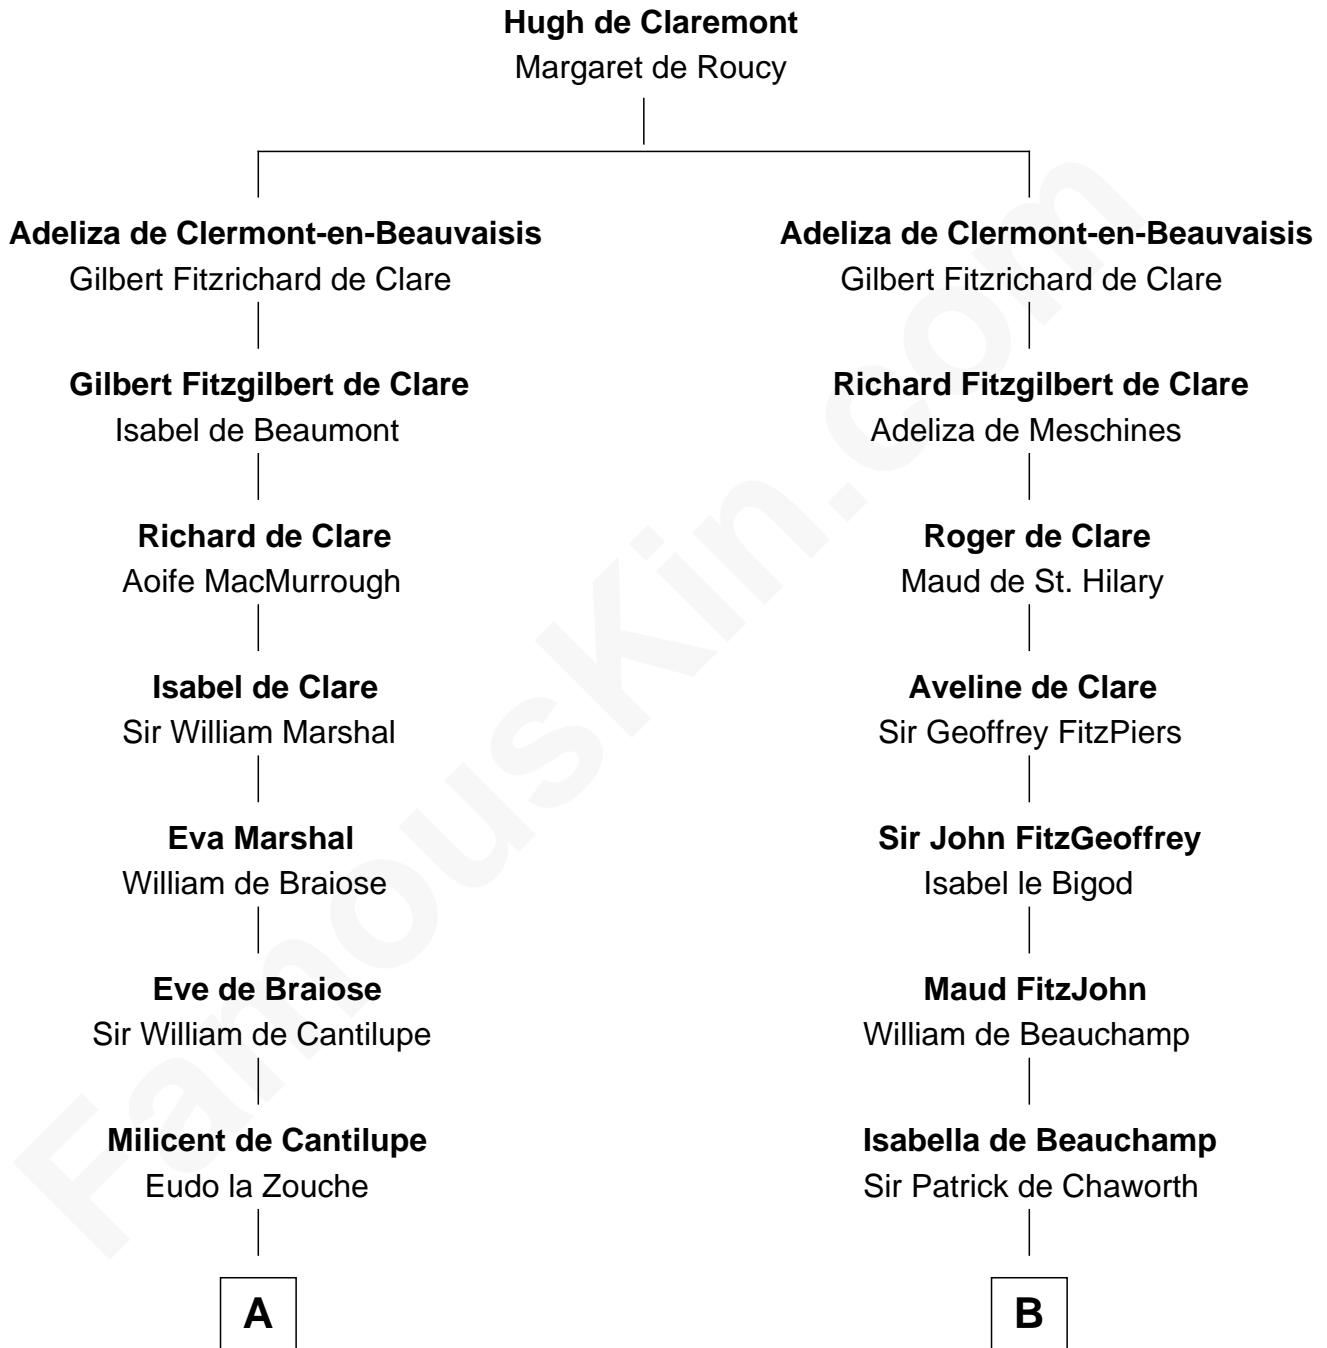 Hugh de Claremont
Margaret de Roucy
Adeliza de Clermont-en-Beauvaisis
Gilbert Fitzrichard de Clare
Gilbert Fitzgilbert de Clare
Isabel de Beaumont
Richard de Clare
Aoife MacMurrough
Isabel de Clare
Sir William Marshal
Eva Marshal
William de Braiose
Eve de Braiose
Sir William de Cantilupe
Milicent de Cantilupe
Eudo la Zouche
A
Adeliza de Clermont-en-Beauvaisis
Gilbert Fitzrichard de Clare
Richard Fitzgilbert de Clare
Adeliza de Meschines
Roger de Clare
Maud de St. Hilary
Aveline de Clare
Sir Geoffrey FitzPiers
Sir John FitzGeoffrey
Isabel le Bigod
Maud FitzJohn
William de Beauchamp
Isabella de Beauchamp
Sir Patrick de Chaworth
B
FamousKin.com